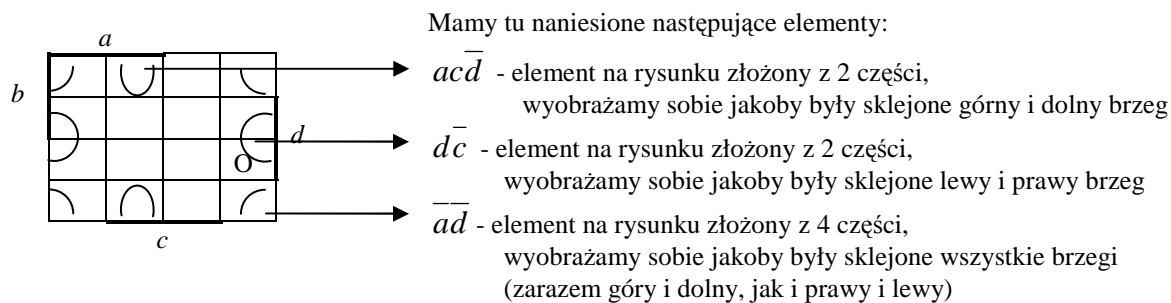 Mamy tu naniesione następujące elementy:
a
b
d
O
c
ac𝑑̅ - element na rysunku złożony z 2 części,
wyobrażamy sobie jakoby były sklejone górny i dolny brzeg
dc̅ - element na rysunku złożony z 2 części,
wyobrażamy sobie jakoby były sklejone lewy i prawy brzeg
a̅d̅ - element na rysunku złożony z 4 części,
wyobrażamy sobie jakoby były sklejone wszystkie brzegi
(zarazem góry i dolny, jak i prawy i lewy)